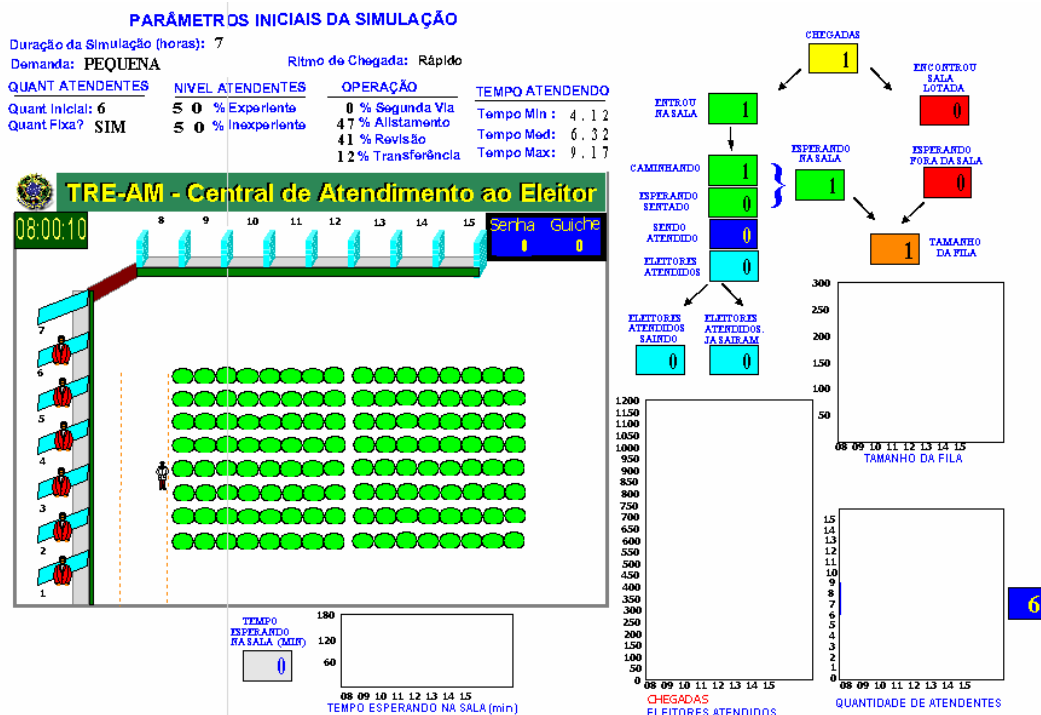 PARÂMETROS INICIAIS DA SIMULAÇÃO
Duração da Simulação (horas): 7
Demanda: PEQUENA
Ritmo de Chegada: Rápido
QUANT ATENDENTES
Quant Inicial: 6
Quant Fixa? SIM
NIVEL ATENDENTES
5 0 % Experiente
5 0 % Inexperiente
OPERAÇÃO
0 % Segunda Via
47 % Alistamento
41 % Revisão
12 % Transferência
TEMPO ATENDENDO
Tempo Min : 4.12
Tempo Med: 6.32
Tempo Max: 9.17
CHEGADAS
1
ENTROU
NA SALA
1
ENCONTROU
SALA
LOTADA
0
CAMINHANDO
1
ESPERANDO
SENTADO
0
ESPERANDO
NA SALA
1
ESPERANDO
FORA DA SALA
0
SENDO
ATENDIDO
0
ELEITORES
ATENDIDOS
0
1
TAMANHO
DA FILA
ELEITORES
ATENDIDOS
SAINDO
0
ELEITORES
ATENDIDOS.
JA SAIRAM
0
TRE-AM - Central de Atendimento ao Eleitor
08:00:10
8 9 10 11 12 13 14 15
Senha Guiche
0 0
7
6
5
4
3
2
1
300
250
200
150
100
50
08 09 10 11 12 13 14 15
TAMANHO DA FILA
1200
1150
1100
1050
1000
950
900
850
800
750
700
650
600
550
500
450
400
350
300
250
200
150
100
50
0
08 09 10 11 12 13 14 15
CHEGADAS
ELEITORES ATENDIDOS
15
14
13
12
11
10
9
8
7
6
5
4
3
2
1
0
08 09 10 11 12 13 14 15
QUANTIDADE DE ATENDENTES
6
TEMPO
ESPERANDO
NA SALA (MIN)
0
180
120
60
08 09 10 11 12 13 14 15
TEMPO ESPERANDO NA SALA (min)